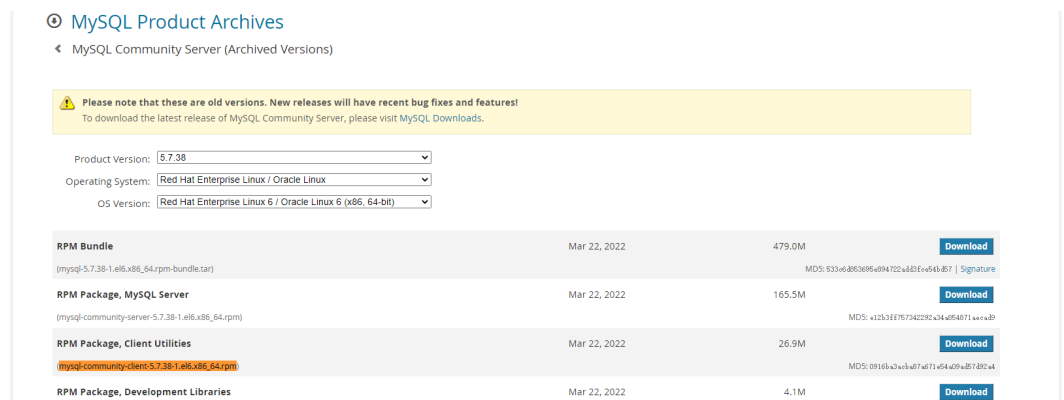 MySQL Product Archives
MySQL Community Server (Archived Versions)
Please note that these are old versions. New releases will have recent bug fixes and features!
To download the latest release of MySQL Community Server, please visit MySQL Downloads.
Product Version: 5.7.38
Operating System: Red Hat Enterprise Linux / Oracle Linux
OS Version: Red Hat Enterprise Linux 6 / Oracle Linux 6 (x86, 64-bit)
RPM Bundle Mar 22, 2022 479.0M Download
(mysql-5.7.38-1.el6.x86_64.rpm-bundle.tar) MD5: | Signature
RPM Package, MySQL Server Mar 22, 2022 165.5M Download
(mysql-community-server-5.7.38-1.el6.x86_64.rpm) MD5:
RPM Package, Client Utilities Mar 22, 2022 26.9M Download
(mysql-community-client-5.7.38-1.el6.x86_64.rpm) MD5:
RPM Package, Development Libraries Mar 22, 2022 4.1M Download